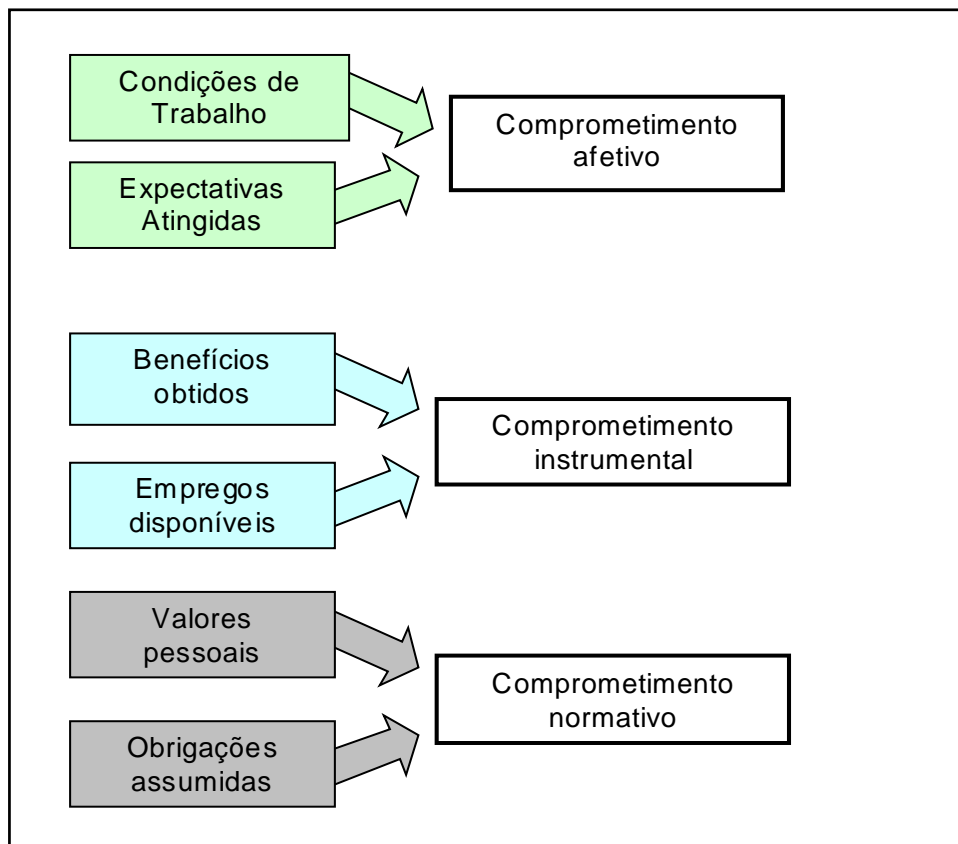 Condições de
Trabalho
Comprometimento
afetivo
Expectativas
Atingidas
Benefícios
obtidos
Comprometimento
instrumental
Empregos
disponíveis
Valores
pessoais
Comprometimento
normativo
Obrigações
assumidas